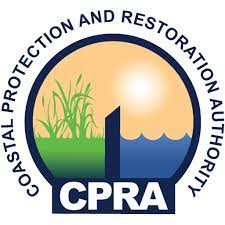 COASTAL PROTECTION AND RESTORATION AUTHORITY
CPRA